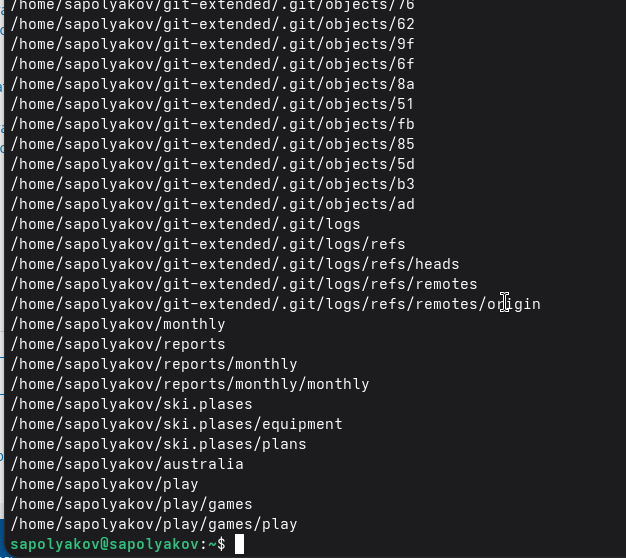 /home/sapolyakov/git-extended/.git/objects/76
/home/sapolyakov/git-extended/.git/objects/62
/home/sapolyakov/git-extended/.git/objects/9f
/home/sapolyakov/git-extended/.git/objects/6f
/home/sapolyakov/git-extended/.git/objects/8a
/home/sapolyakov/git-extended/.git/objects/51
/home/sapolyakov/git-extended/.git/objects/fb
/home/sapolyakov/git-extended/.git/objects/85
/home/sapolyakov/git-extended/.git/objects/5d
/home/sapolyakov/git-extended/.git/objects/b3
/home/sapolyakov/git-extended/.git/objects/ad
/home/sapolyakov/git-extended/.git/logs
/home/sapolyakov/git-extended/.git/logs/refs
/home/sapolyakov/git-extended/.git/logs/refs/heads
/home/sapolyakov/git-extended/.git/logs/refs/remotes
/home/sapolyakov/git-extended/.git/logs/refs/remotes/origin
/home/sapolyakov/monthly
/home/sapolyakov/reports
/home/sapolyakov/reports/monthly
/home/sapolyakov/reports/monthly/monthly
/home/sapolyakov/ski.plases
/home/sapolyakov/ski.plases/equipment
/home/sapolyakov/ski.plases/plans
/home/sapolyakov/australia
/home/sapolyakov/play
/home/sapolyakov/play/games
/home/sapolyakov/play/games/play
sapolyakov@sapolyakov:~$